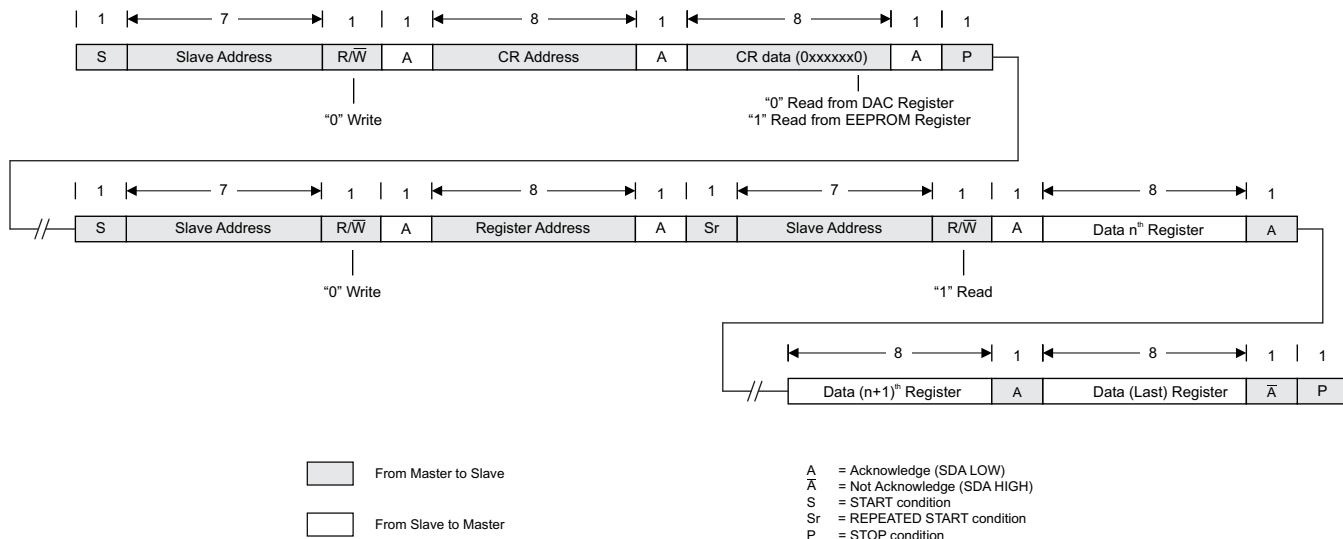 1 7 1 1 8 1 8 1 1
S Slave Address R/W̅ A CR Address A CR data (0xxxxxx0) A P
"0" Write
"0" Read from DAC Register
"1" Read from EEPROM Register
1 7 1 1 8 1 1 7 1 1 8 1
S Slave Address R/W̅ A Register Address A Sr Slave Address R/W̅ A Data nᵗʰ Register A
"0" Write
"1" Read
8 1 8 1 1
Data (n+1)ᵗʰ Register A Data (Last) Register A̅ P
From Master to Slave
From Slave to Master
A = Acknowledge (SDA LOW)
A̅ = Not Acknowledge (SDA HIGH)
S = START condition
Sr = REPEATED START condition
P = STOP condition